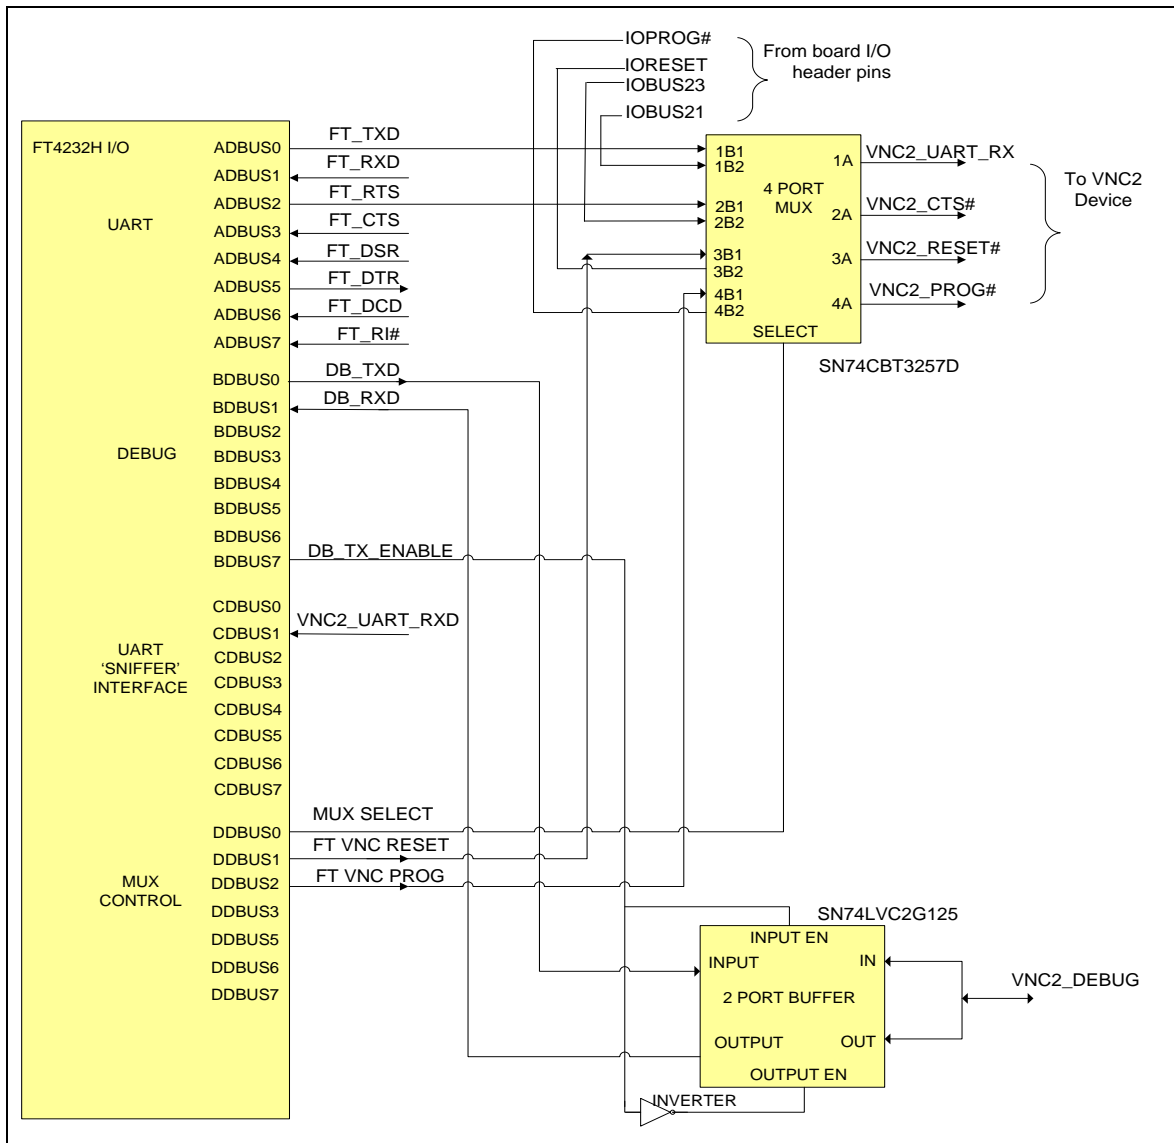 IOPROG#
IORESET
IOBUS23
IOBUS21
From board I/O
header pins
FT4232H I/O
UART
DEBUG
UART
‘SNIFFER’
INTERFACE
MUX
CONTROL
ADBUS0
ADBUS1
ADBUS2
ADBUS3
ADBUS4
ADBUS5
ADBUS6
ADBUS7
BDBUS0
BDBUS1
BDBUS2
BDBUS3
BDBUS4
BDBUS5
BDBUS6
BDBUS7
CDBUS0
CDBUS1
CDBUS2
CDBUS3
CDBUS4
CDBUS5
CDBUS6
CDBUS7
DDBUS0
DDBUS1
DDBUS2
DDBUS3
DDBUS5
DDBUS6
DDBUS7
FT_TXD
FT_RXD
FT_RTS
FT_CTS
FT_DSR
FT_DTR
FT_DCD
FT_RI#
DB_TXD
DB_RXD
DB_TX_ENABLE
VNC2_UART_RXD
MUX SELECT
FT VNC RESET
FT VNC PROG
1B1
1B2
2B1
2B2
3B1
3B2
4B1
4B2
4 PORT
MUX
1A
2A
3A
4A
SELECT
SN74CBT3257D
VNC2_UART_RX
VNC2_CTS#
VNC2_RESET#
VNC2_PROG#
To VNC2
Device
SN74LVC2G125
INPUT EN
INPUT
IN
2 PORT BUFFER
OUTPUT
OUT
OUTPUT EN
VNC2_DEBUG
INVERTER